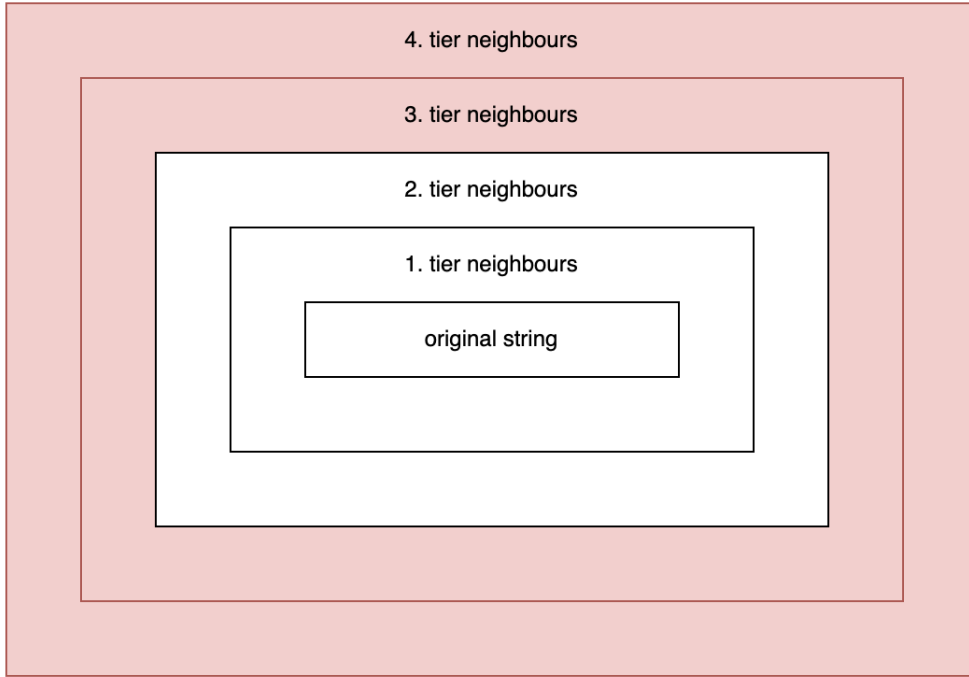 4. tier neighbours
3. tier neighbours
2. tier neighbours
1. tier neighbours
original string